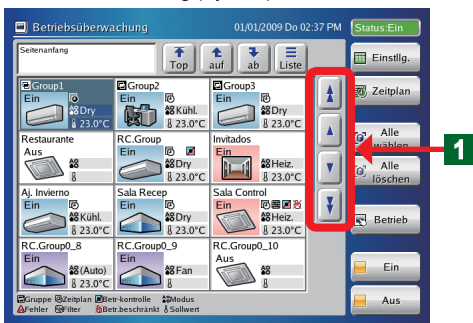 Betriebsüberwachung 01/01/2009 Do 02:37 PM Status:Ein
Seitenanfang
Top auf ab Liste
Einstllg.
Zeitplan
Alle
wählen
Alle
löschen
Betrieb
Ein
Aus
1
Group1 Group2 Group3
Ein Ein Ein
Dry Kühl. Dry
23.0°C 23.0°C 23.0°C
Restaurante RC.Group Invitados
Aus Ein Ein
Dry Heiz.
23.0°C 23.0°C
Aj. Invierno Sala Recep Sala Control
Ein Ein Ein
Kühl. Dry Heiz.
23.0°C 23.0°C 23.0°C
RC.Group0_8 RC.Group0_9 RC.Group0_10
Ein Ein Aus
(Auto) Fan
23.0°C 23.0°C
Gruppe Zeitplan Betr-kontrolle Modus
Fehler Filter Betr.beschränkt Sollwert